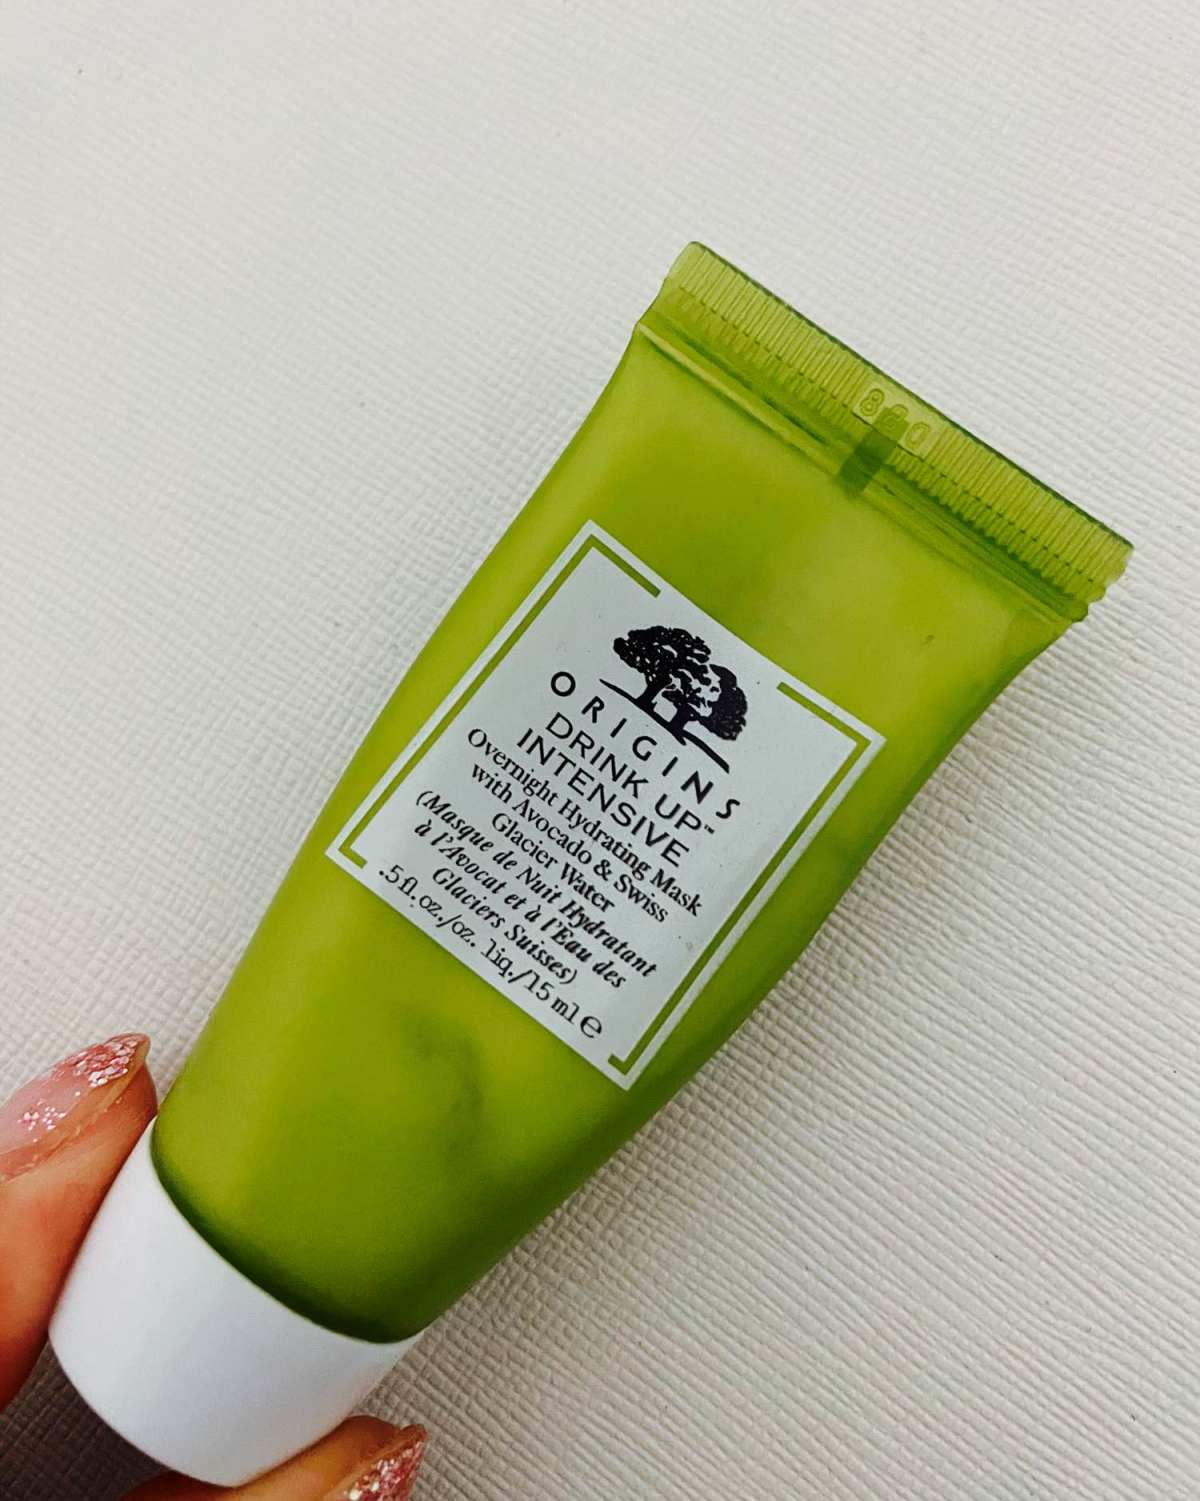 ORIGINS
DRINK UP™
INTENSIVE
Overnight Hydrating Mask
with Avocado & Swiss
Glacier Water
(Masque de Nuit Hydratant
à l'Avocat et à l'Eau des
Glaciers Suisses)
.5 fl. oz./oz. liq./15 ml ℮